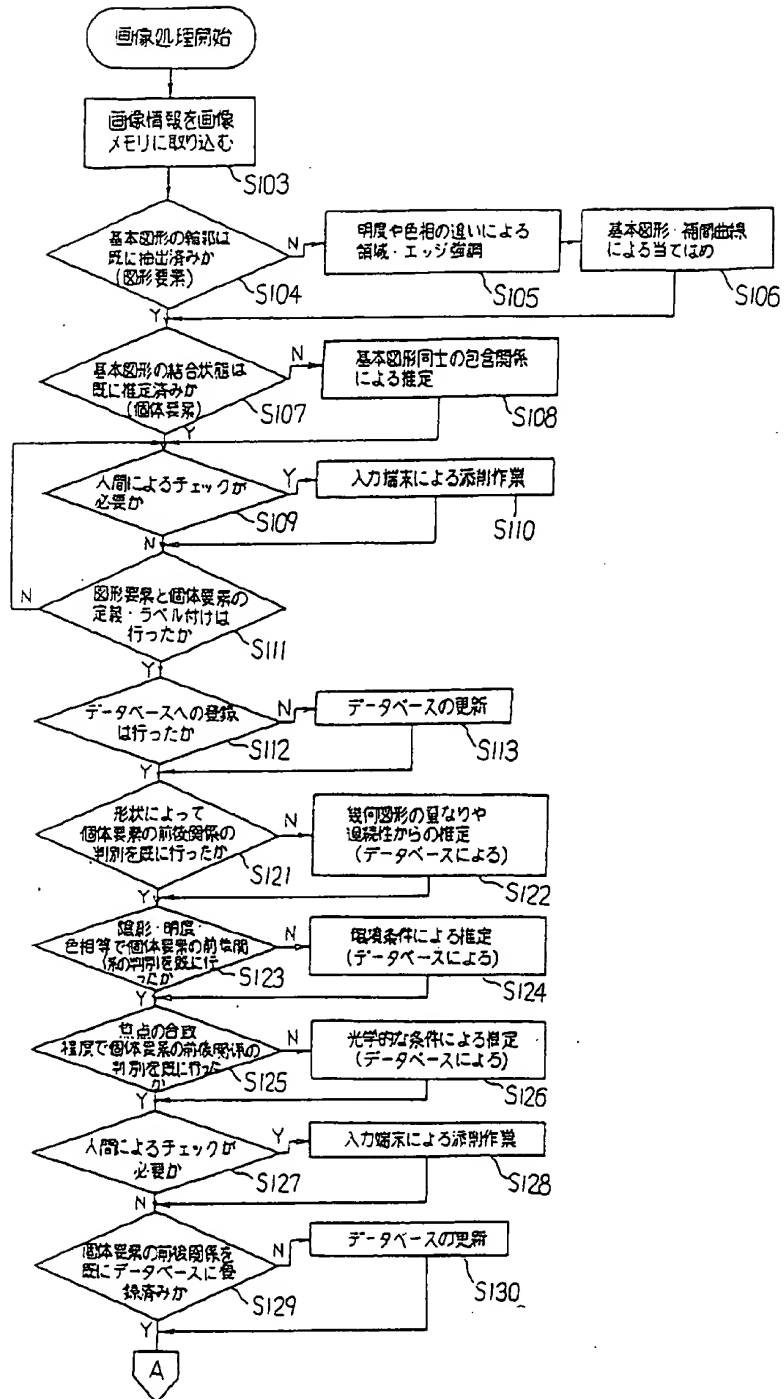 画像処理開始
画像情報を画像
メモリに取り込む
S103
基本図形の輪郭は
既に抽出済みか
(図形要素)
N
S104
Y
明度や色相の違いによる
領域・エッジ強調
S105
基本図形・補間曲線
による当てはめ
S106
基本図形の結合状態は
既に推定済みか
(個体要素)
N
S107
Y
基本図形同士の包含関係
による推定
S108
人間によるチェックが
必要か
Y
S109
N
入力端末による添削作業
S110
N
図形要素と個体要素の
定義・ラベル付けは
行ったか
S111
Y
データベースへの登録
は行ったか
N
S112
Y
データベースの更新
S113
形状によって
個体要素の前後関係の
判別を既に行ったか
N
S121
Y
幾何図形の重なりや
連続性からの推定
(データベースによる)
S122
陰影・明度・
色相等で個体要素の前後関
係の判別を既に行
ったか
N
S123
Y
環境条件による推定
(データベースによる)
S124
焦点の合致
程度で個体要素の前後関係の
判別を既に行った
か
N
S125
Y
光学的な条件による推定
(データベースによる)
S126
人間によるチェックが
必要か
Y
S127
N
入力端末による添削作業
S128
個体要素の前後関係を
既にデータベースに登
録済みか
N
S129
Y
データベースの更新
S130
A